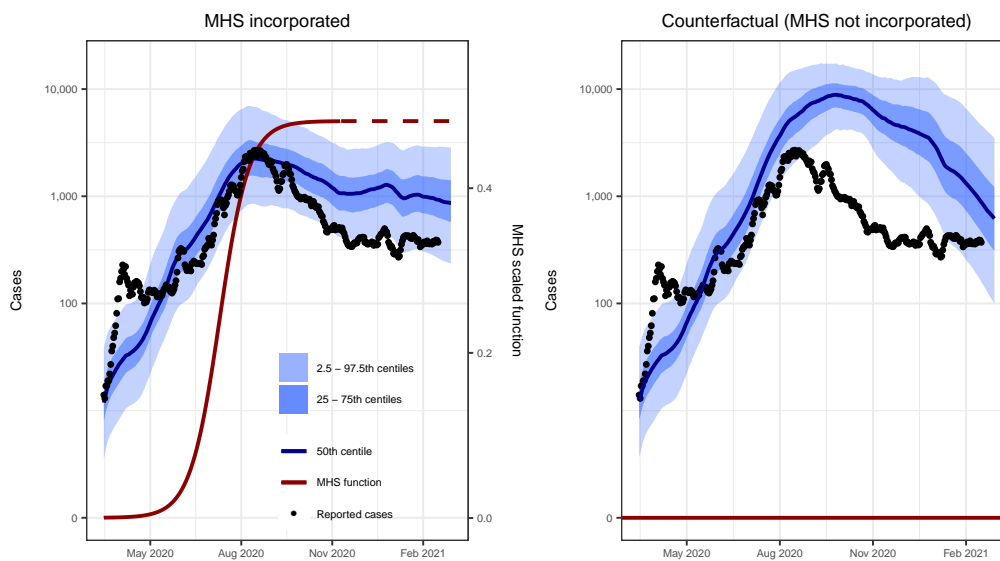 MHS incorporated
Counterfactual (MHS not incorporated)
Cases
10,000
1,000
100
0
0.4
0.2
0.0
MHS scaled function
2.5 − 97.5th centiles
25 − 75th centiles
50th centile
MHS function
Reported cases
May 2020
Aug 2020
Nov 2020
Feb 2021
Cases
10,000
1,000
100
0
May 2020
Aug 2020
Nov 2020
Feb 2021